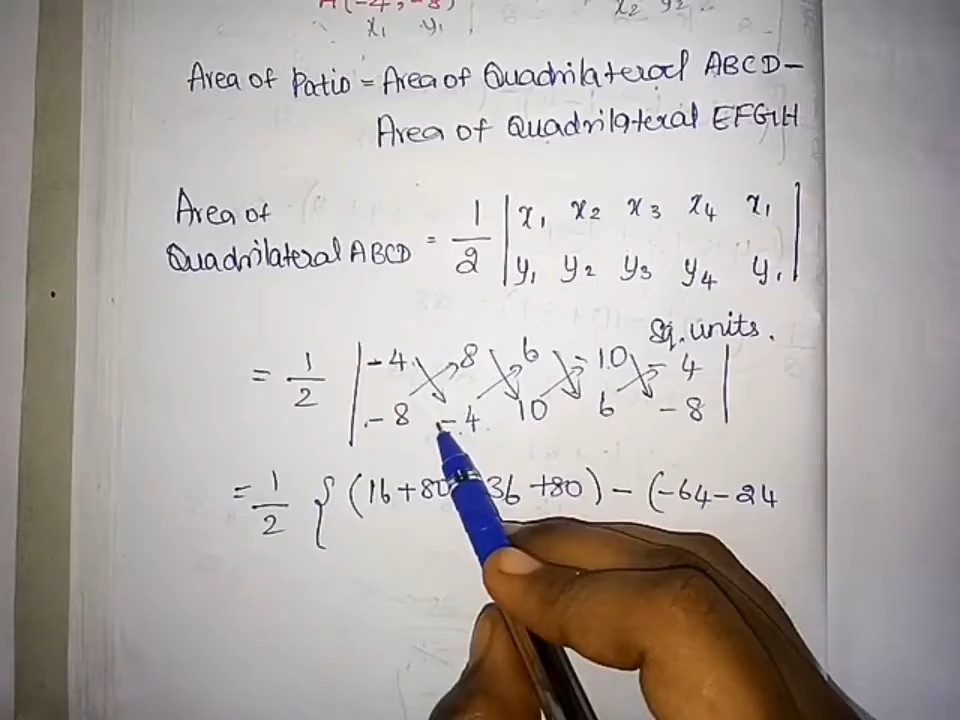 A(-4, -8) x2 y2
x1 y1
Area of Patio = Area of Quadrilateral ABCD -
Area of Quadrilateral EFGH
Area of
Quadrilateral ABCD = 1/2 | x1 x2 x3 x4 x1
y1 y2 y3 y4 y1 |
Sq. units.
= 1/2 | -4 8 6 -10 -4
-8 -4 10 6 -8 |
= 1/2 { (16+80 36 +80) - (-64-24